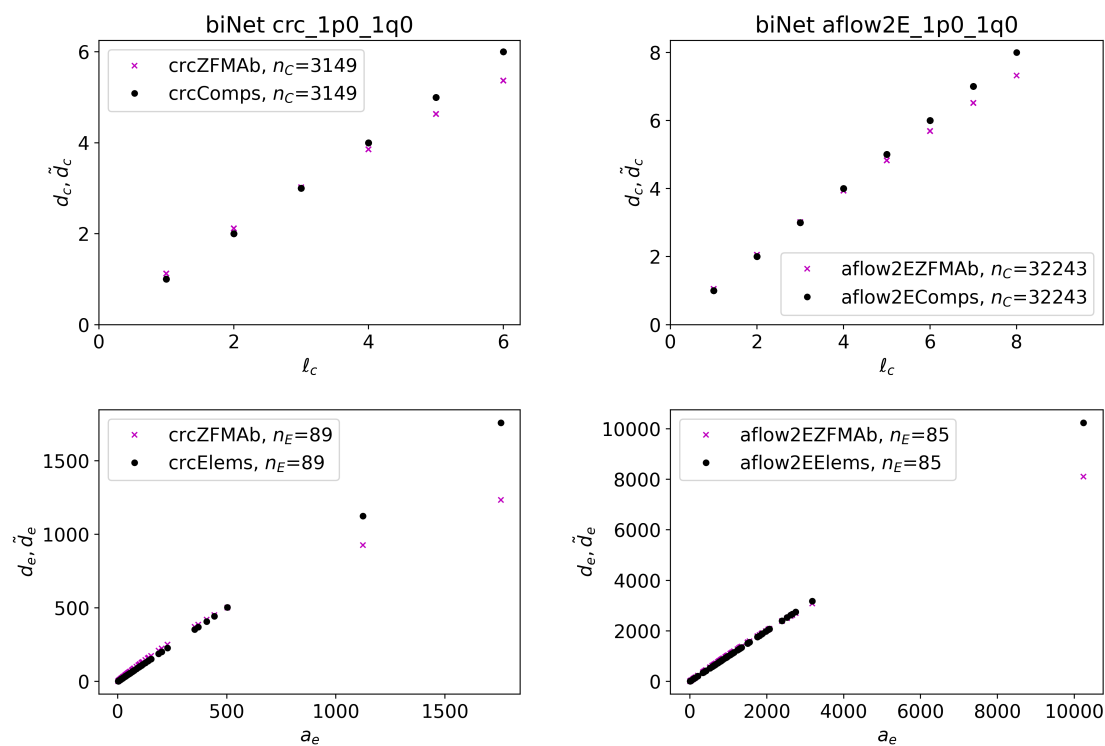 biNet crc_1p0_1q0
6
4
2
0
0 2 4 6
d_c, d̃_c
ℓ_c
crcZFMAb, n_C=3149
crcComps, n_C=3149
biNet aflow2E_1p0_1q0
8
6
4
2
0
0 2 4 6 8
d_c, d̃_c
ℓ_c
aflow2EZFMAb, n_C=32243
aflow2EComps, n_C=32243
1500
1000
500
0
0 500 1000 1500
d_e, d̃_e
a_e
crcZFMAb, n_E=89
crcElems, n_E=89
10000
8000
6000
4000
2000
0
0 2000 4000 6000 8000 10000
d_e, d̃_e
a_e
aflow2EZFMAb, n_E=85
aflow2EElems, n_E=85